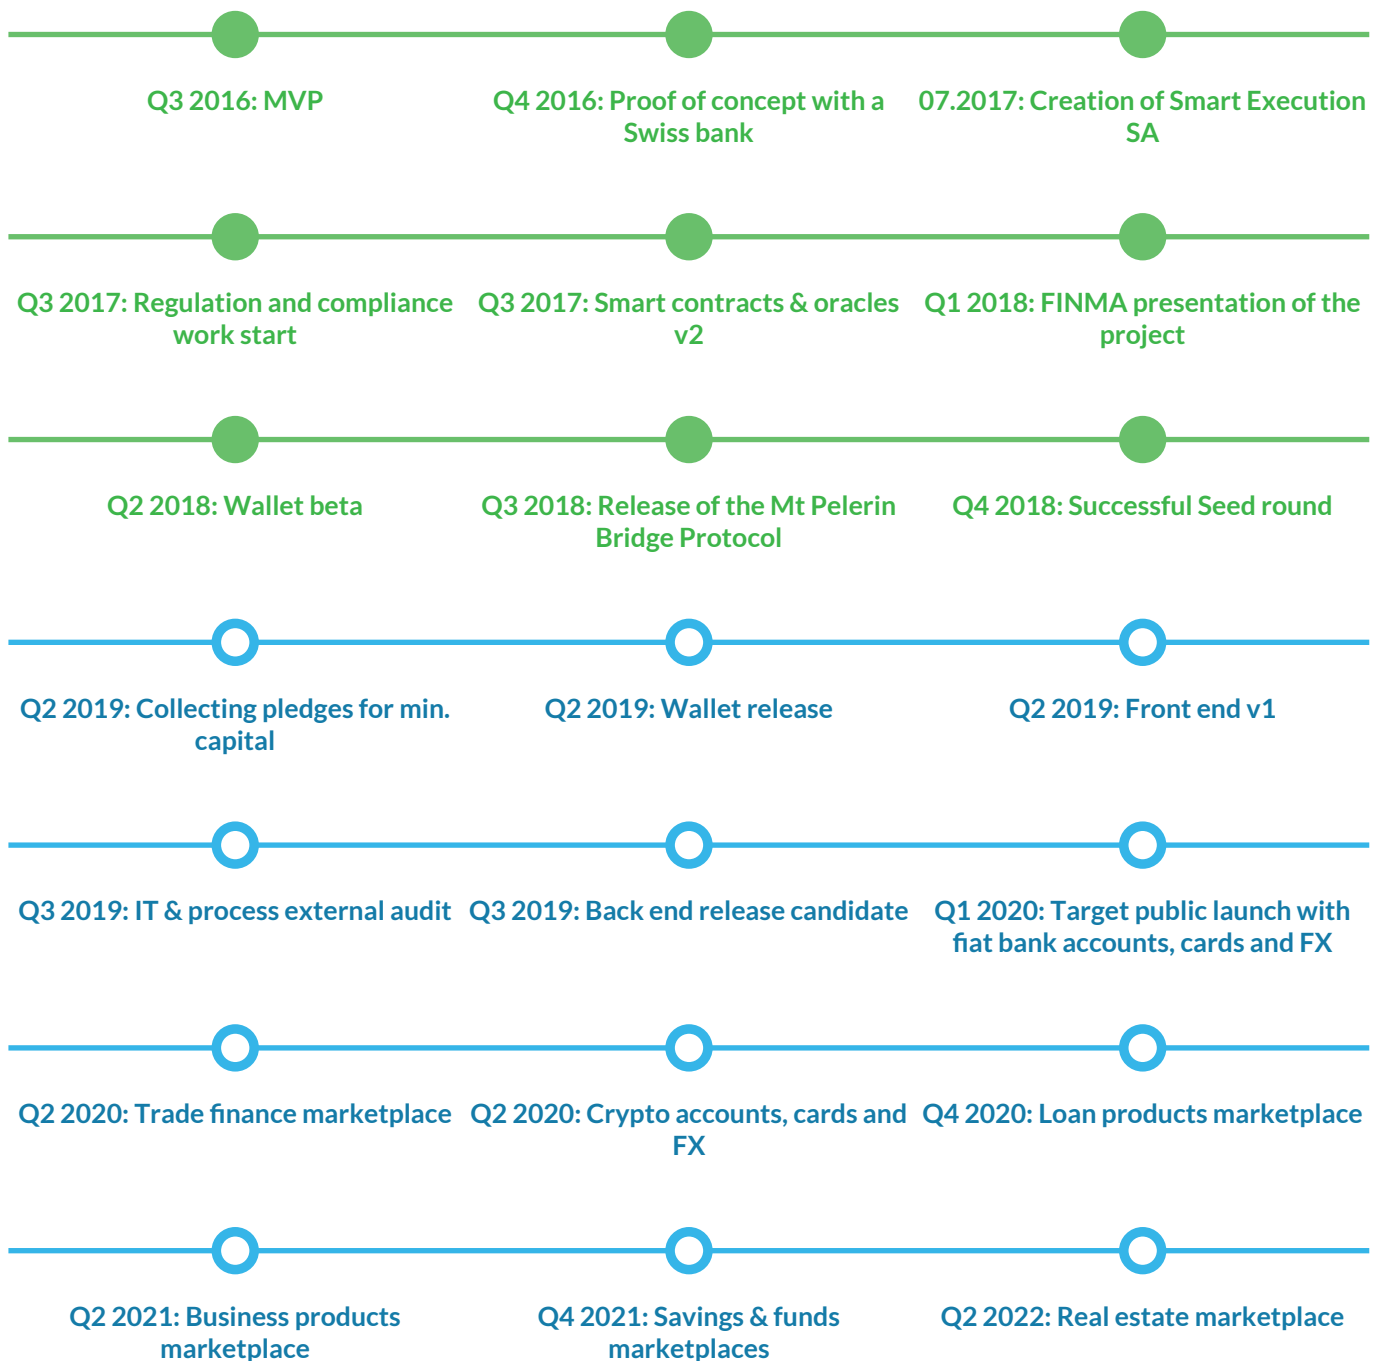 Q3 2016: MVP
Q4 2016: Proof of concept with a
Swiss bank
07.2017: Creation of Smart Execution
SA
Q3 2017: Regulation and compliance
work start
Q3 2017: Smart contracts & oracles
v2
Q1 2018: FINMA presentation of the
project
Q2 2018: Wallet beta
Q3 2018: Release of the Mt Pelerin
Bridge Protocol
Q4 2018: Successful Seed round
Q2 2019: Collecting pledges for min.
capital
Q2 2019: Wallet release
Q2 2019: Front end v1
Q3 2019: IT & process external audit
Q3 2019: Back end release candidate
Q1 2020: Target public launch with
fiat bank accounts, cards and FX
Q2 2020: Trade finance marketplace
Q2 2020: Crypto accounts, cards and
FX
Q4 2020: Loan products marketplace
Q2 2021: Business products
marketplace
Q4 2021: Savings & funds
marketplaces
Q2 2022: Real estate marketplace